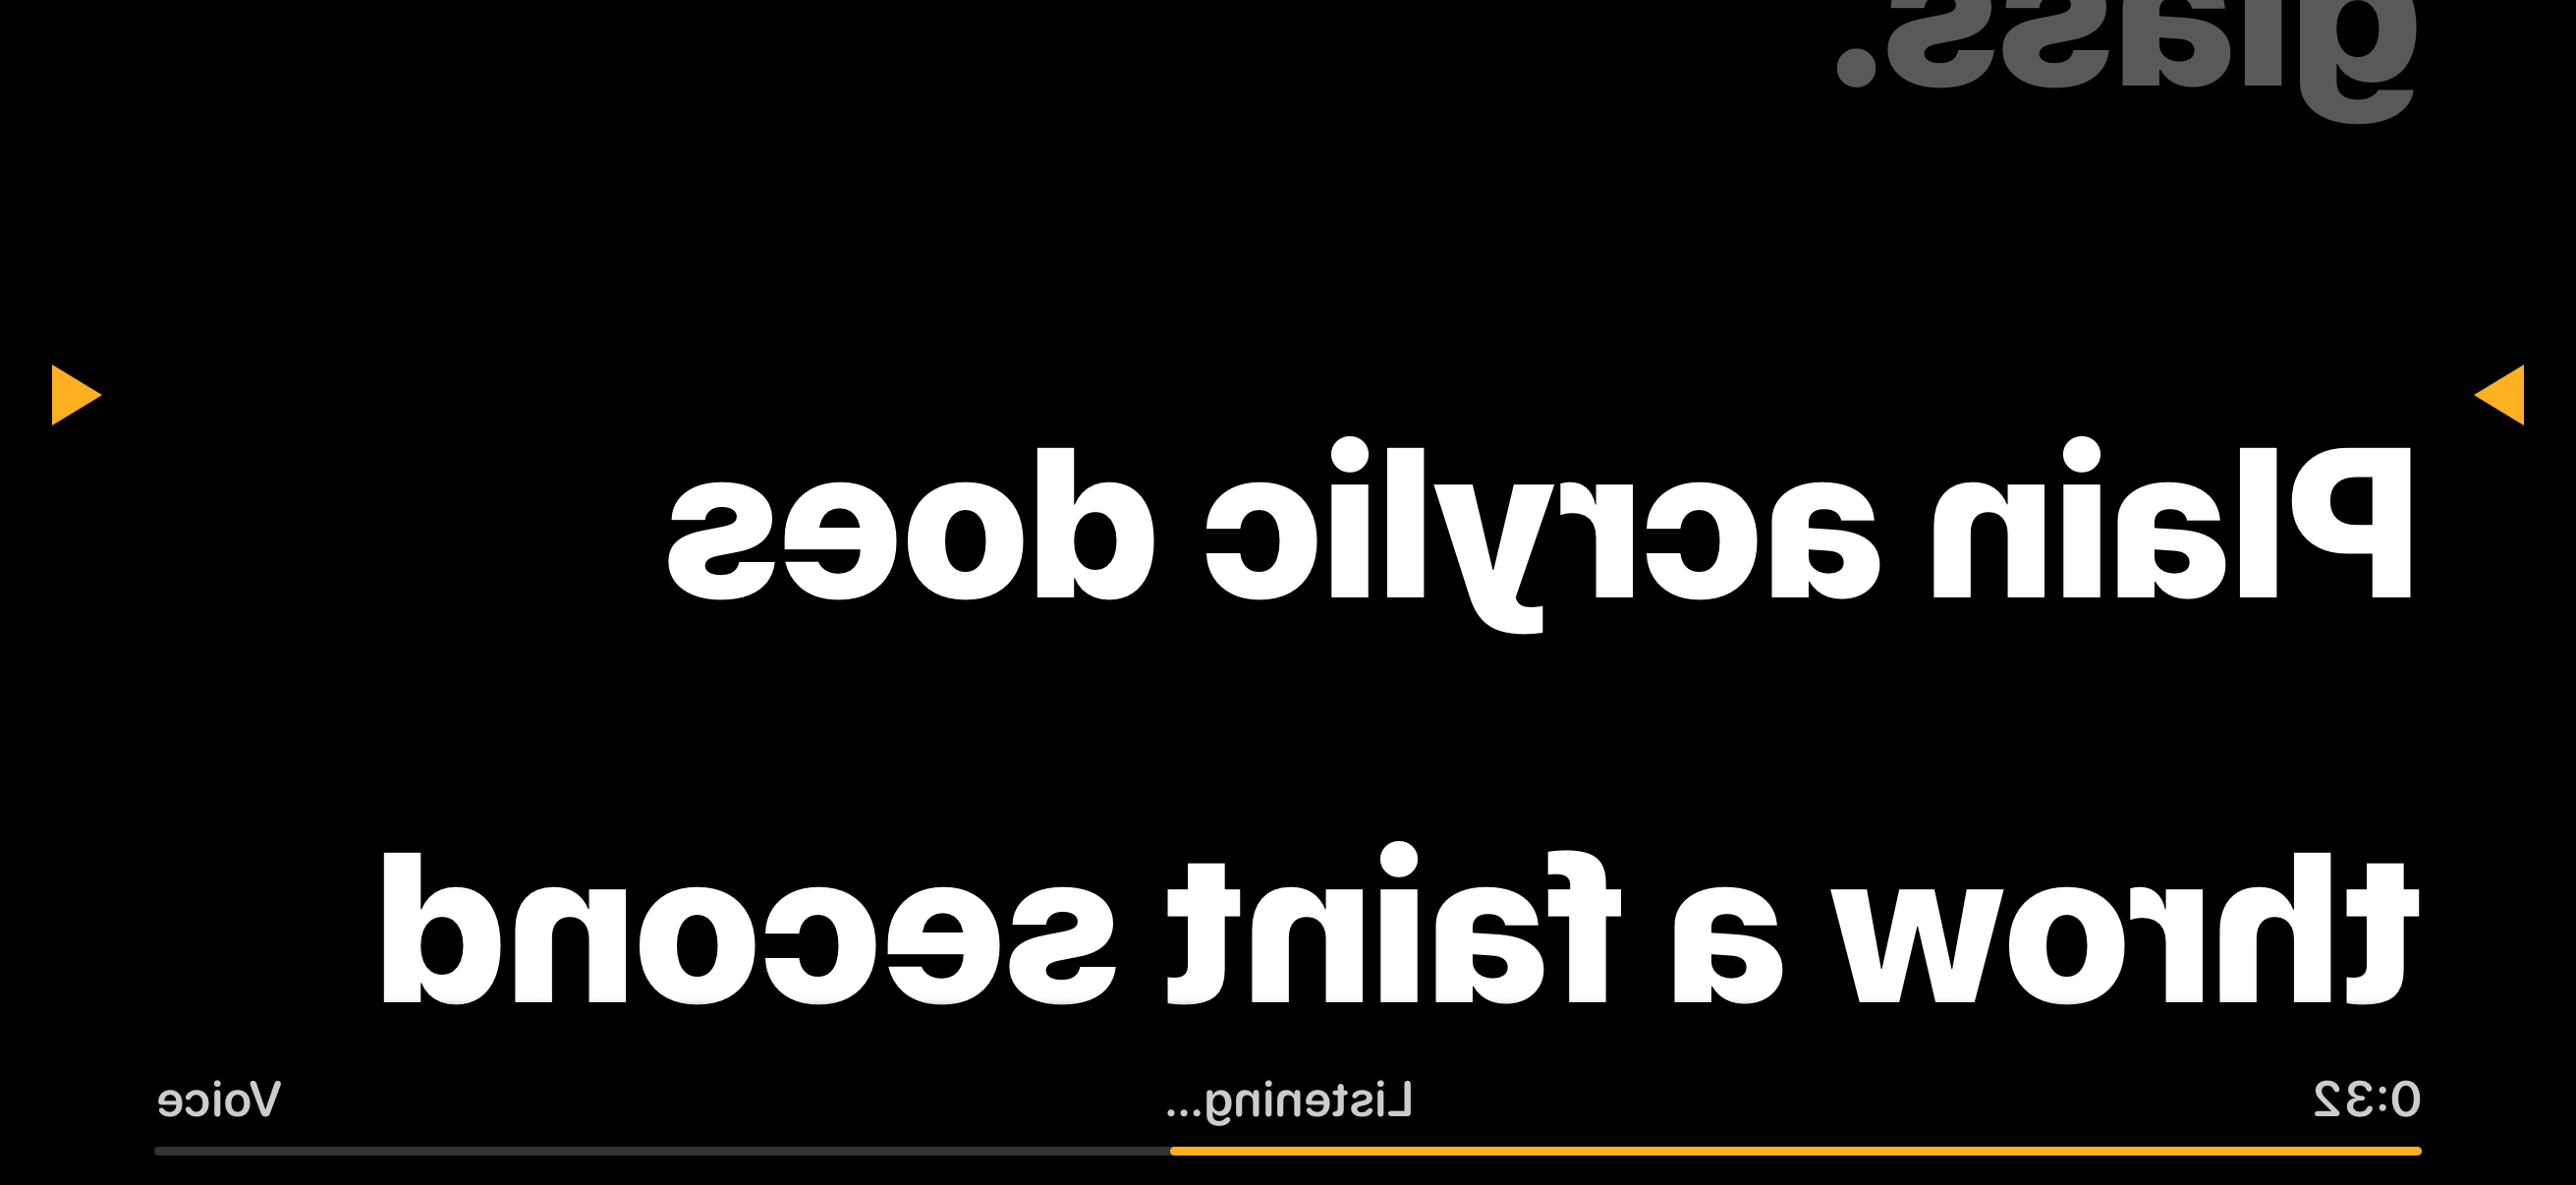 glass.
Plain acrylic does
throw a faint second
0:32
Listening...
Voice